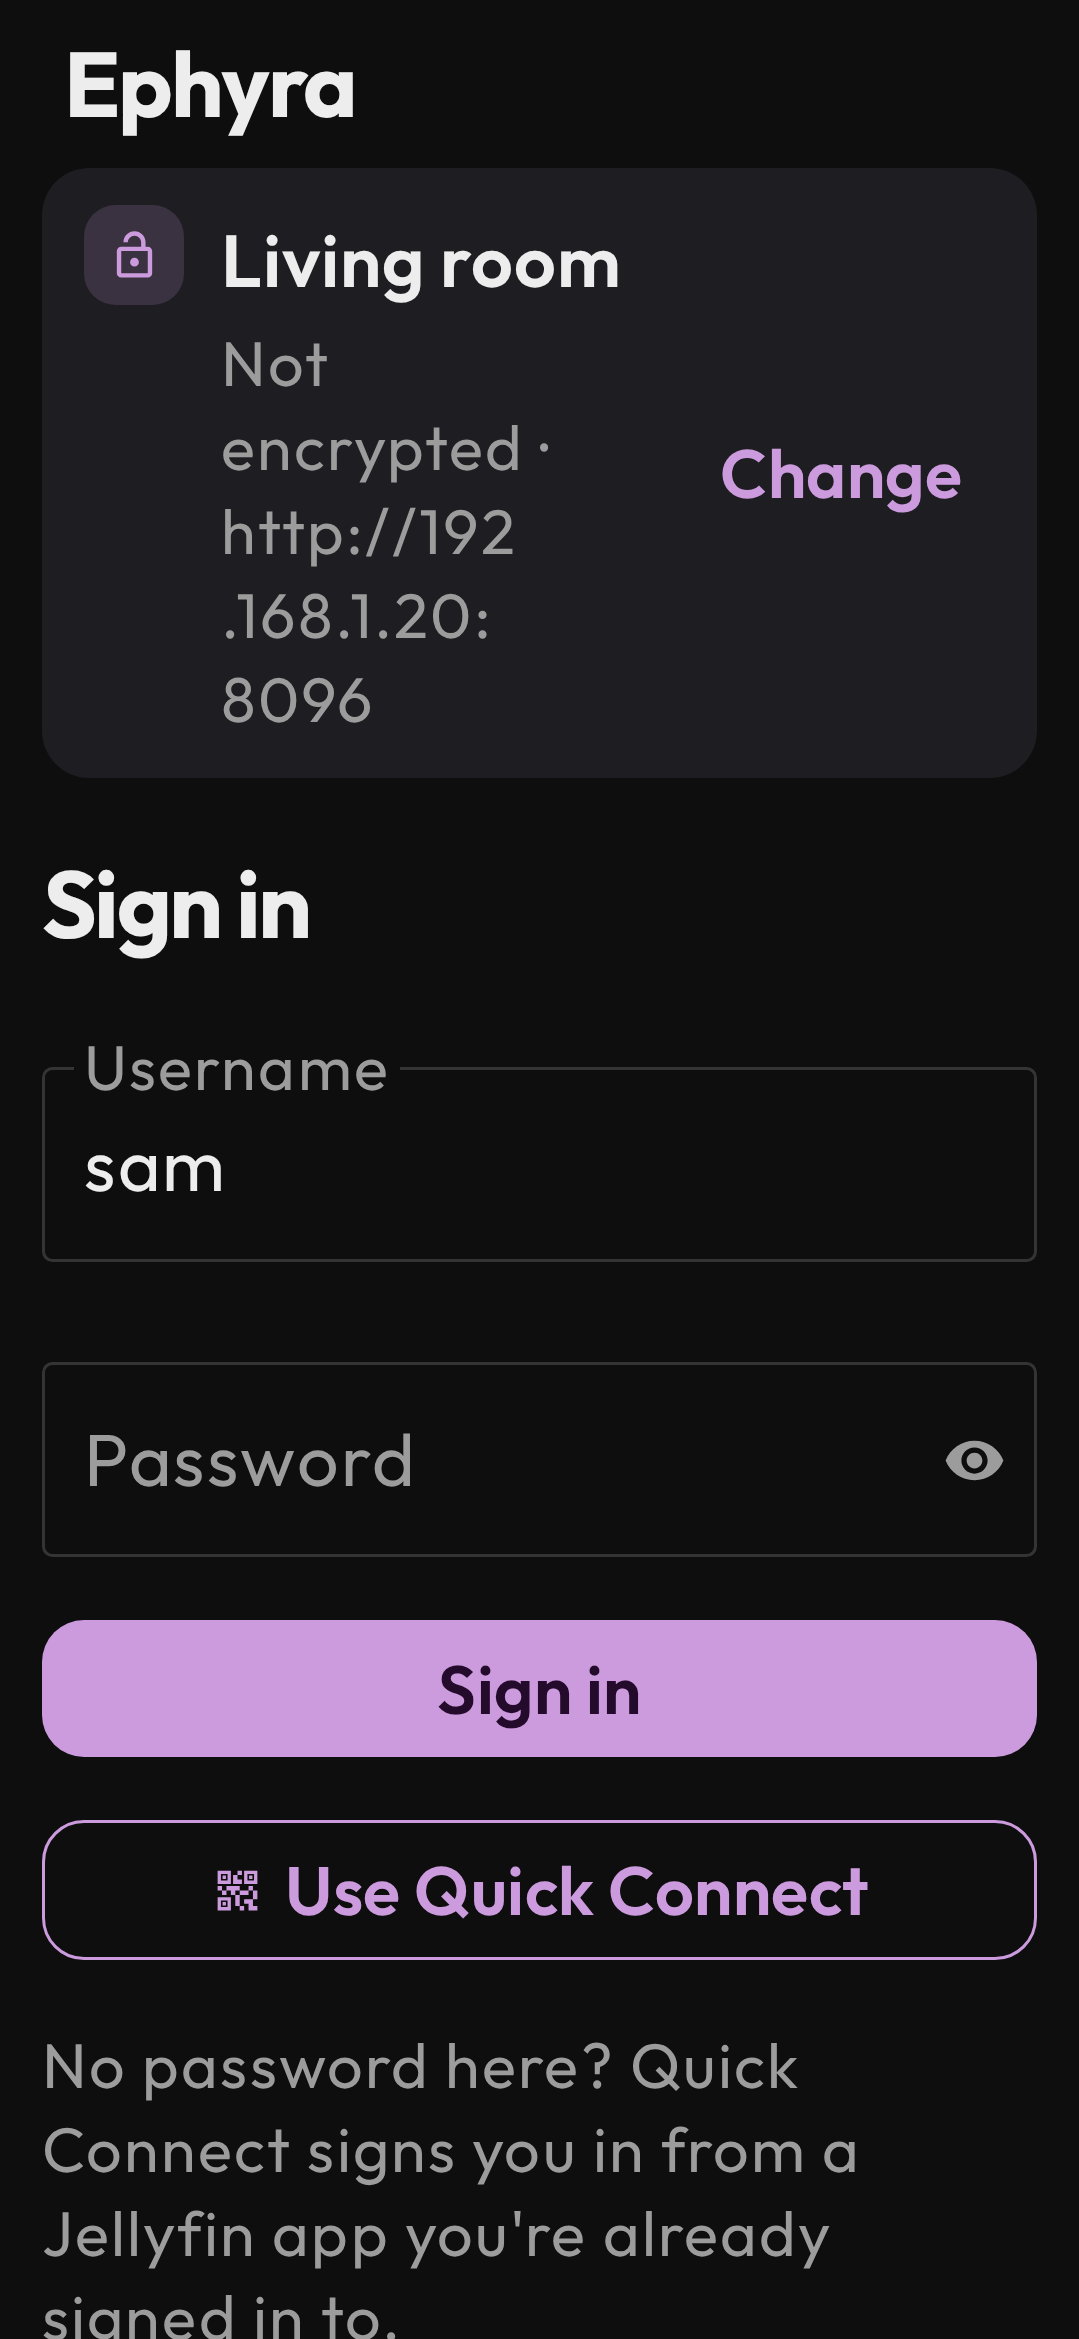 Ephyra
Living room
Not
encrypted ·
http://192
.168.1.20:
8096
Change
Sign in
Username
sam
Password
Sign in
Use Quick Connect
No password here? Quick
Connect signs you in from a
Jellyfin app you're already
signed in to.